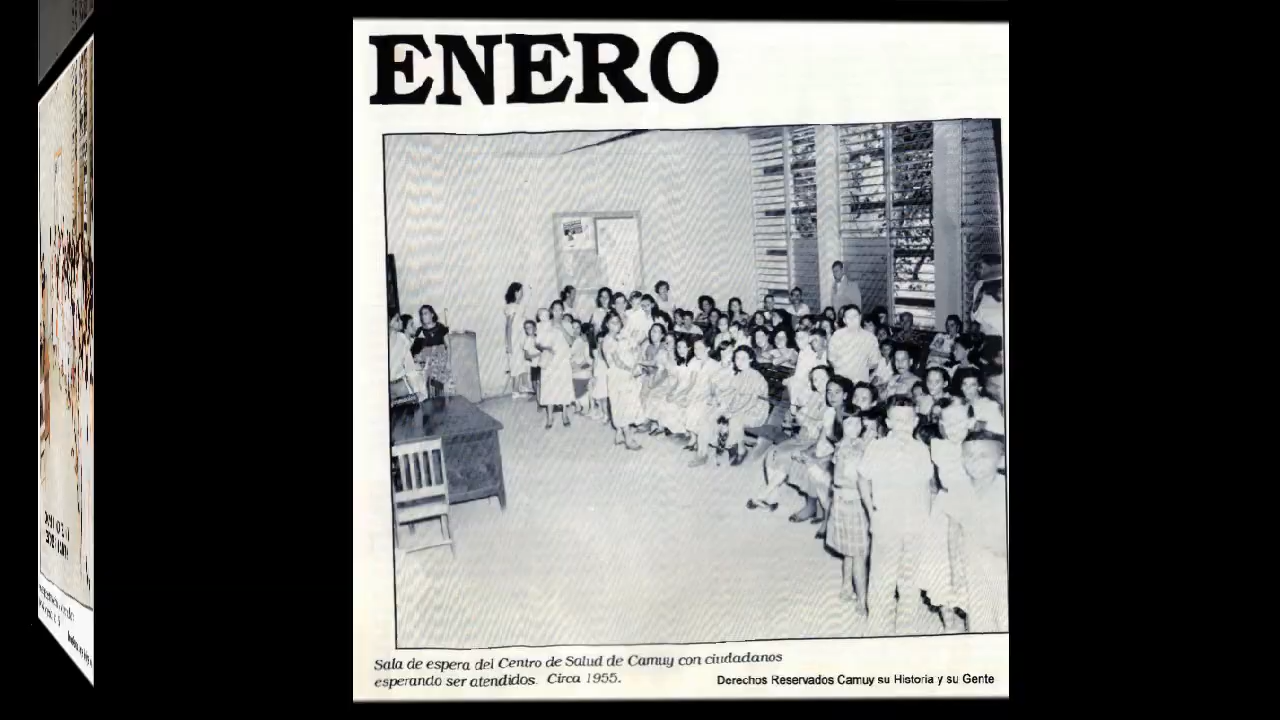 ENERO
Sala de espera del Centro de Salud de Camuy con ciudadanos
esperando ser atendidos. Circa 1955.
Derechos Reservados Camuy su Historia y su Gente